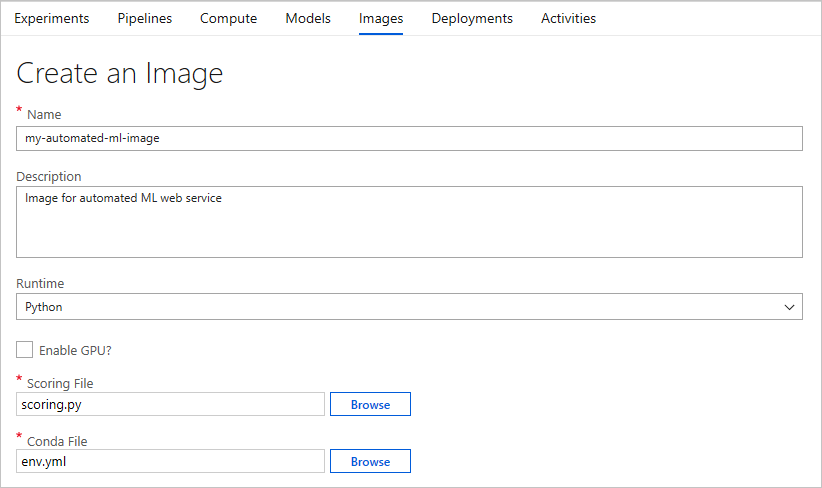 Experiments Pipelines Compute Models Images Deployments Activities
Create an Image
* Name
my-automated-ml-image
Description
Image for automated ML web service
Runtime
Python
Enable GPU?
* Scoring File
scoring.py Browse
* Conda File
env.yml Browse